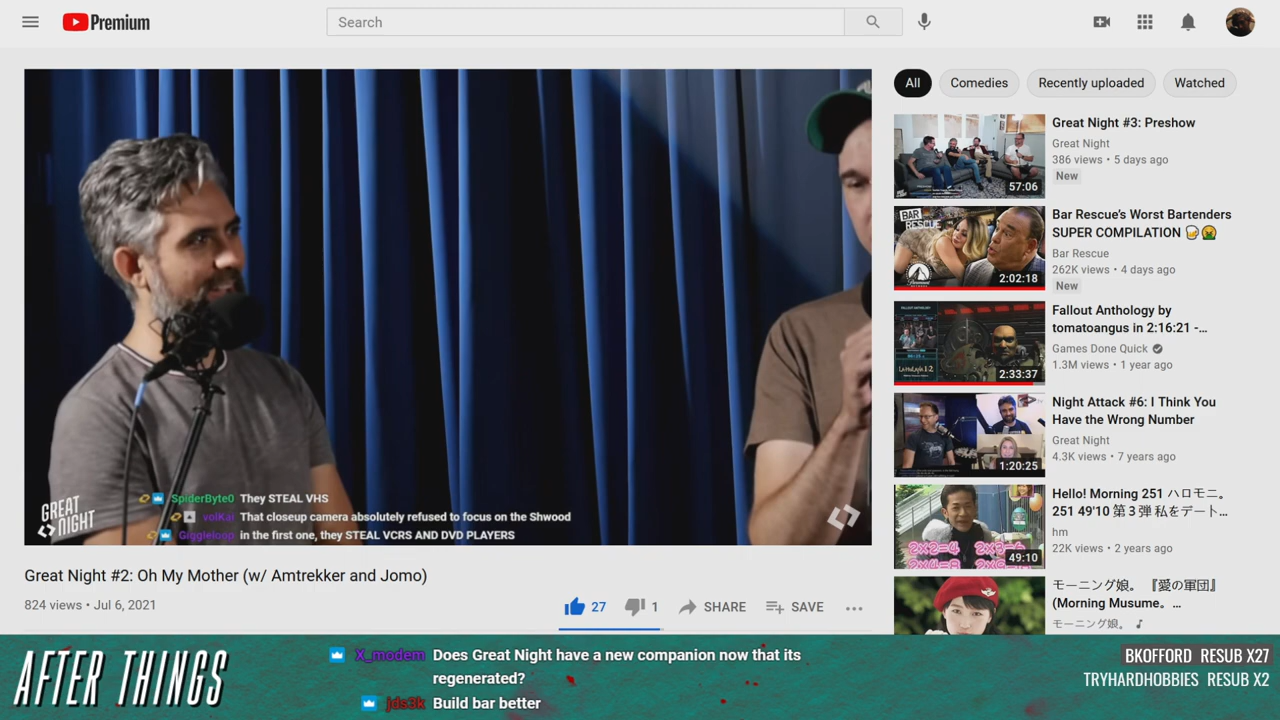 Premium
Search
All
Comedies
Recently uploaded
Watched
Great Night #3: Preshow
Great Night
386 views • 5 days ago
New
57:06
BAR
RESCUE
Bar Rescue's Worst Bartenders
SUPER COMPILATION 🍺🤮
Bar Rescue
262K views • 4 days ago
New
2:02:18
Fallout Anthology by
tomatoangus in 2:16:21 -...
Games Done Quick
1.3M views • 1 year ago
2:33:37
Night Attack #6: I Think You
Have the Wrong Number
Great Night
4.3K views • 7 years ago
1:20:25
Hello! Morning 251 ハロモニ。
251 49'10 第３弾 私をデート...
hm
22K views • 2 years ago
49:10
モーニング娘。 『愛の軍団』
(Morning Musume。...
モーニング娘。
GREAT
NIGHT
SpiderByte0 They STEAL VHS
volKai That closeup camera absolutely refused to focus on the Shwood
Giggleloop in the first one, they STEAL VCRS AND DVD PLAYERS
Great Night #2: Oh My Mother (w/ Amtrekker and Jomo)
824 views • Jul 6, 2021
27
1
SHARE
SAVE
AFTER THINGS
X_modem Does Great Night have a new companion now that its
regenerated?
jds3k Build bar better
BKOFFORD RESUB X27
TRYHARDHOBBIES RESUB X2